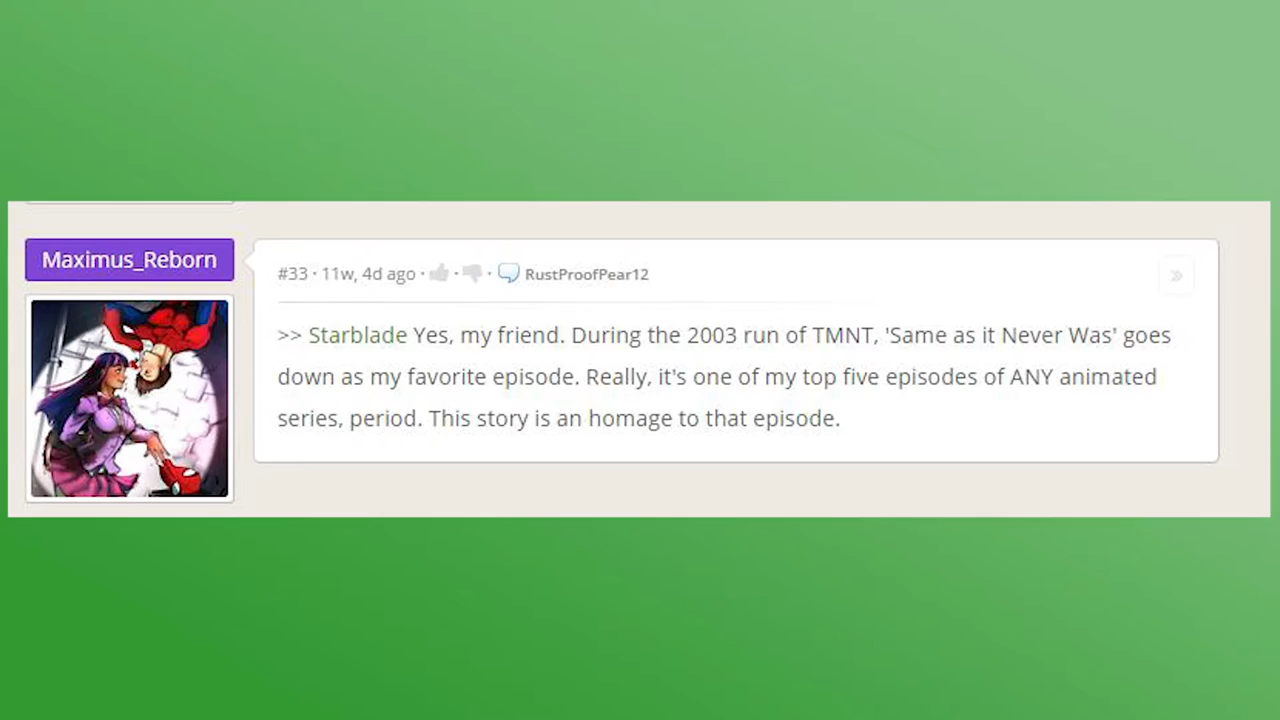 Maximus_Reborn
#33 · 11w, 4d ago · · · RustProofPear12
»
>> Starblade Yes, my friend. During the 2003 run of TMNT, 'Same as it Never Was' goes
down as my favorite episode. Really, it's one of my top five episodes of ANY animated
series, period. This story is an homage to that episode.